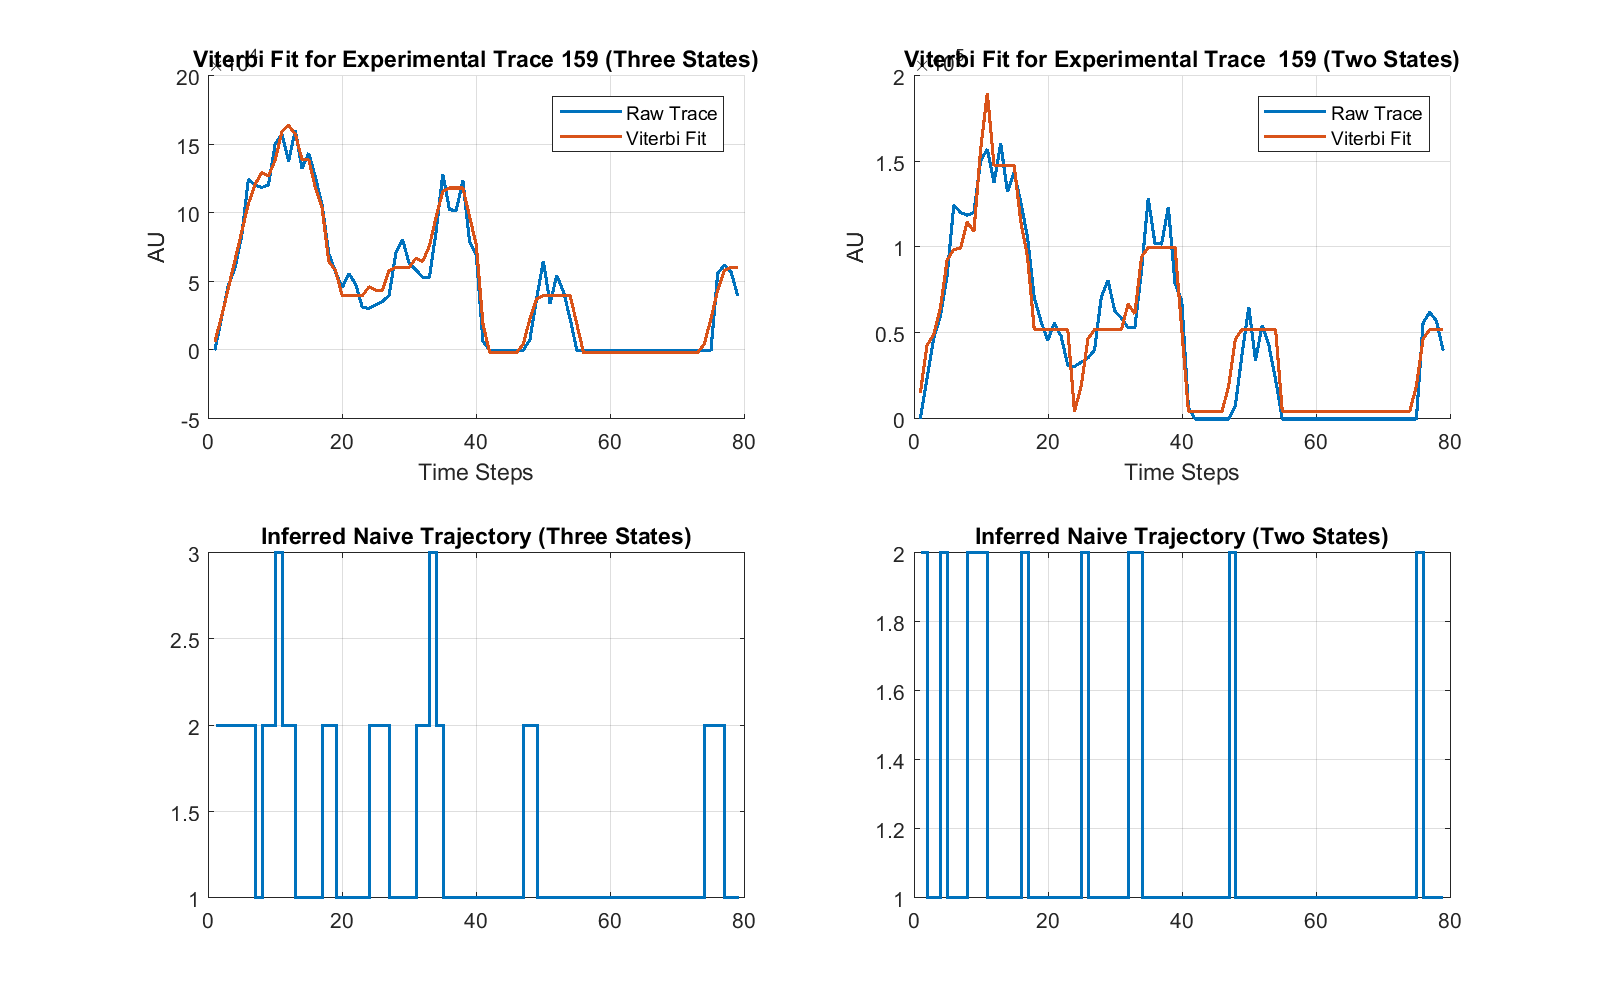 Viterbi Fit for Experimental Trace 159 (Three States)
20
15
10
5
0
-5
AU
Raw Trace
Viterbi Fit
0 20 40 60 80
Time Steps
Viterbi Fit for Experimental Trace  159 (Two States)
×10⁵
2
1.5
1
0.5
0
AU
Raw Trace
Viterbi Fit
0 20 40 60 80
Time Steps
Inferred Naive Trajectory (Three States)
3
2.5
2
1.5
1
0 20 40 60 80
Inferred Naive Trajectory (Two States)
2
1.8
1.6
1.4
1.2
1
0 20 40 60 80